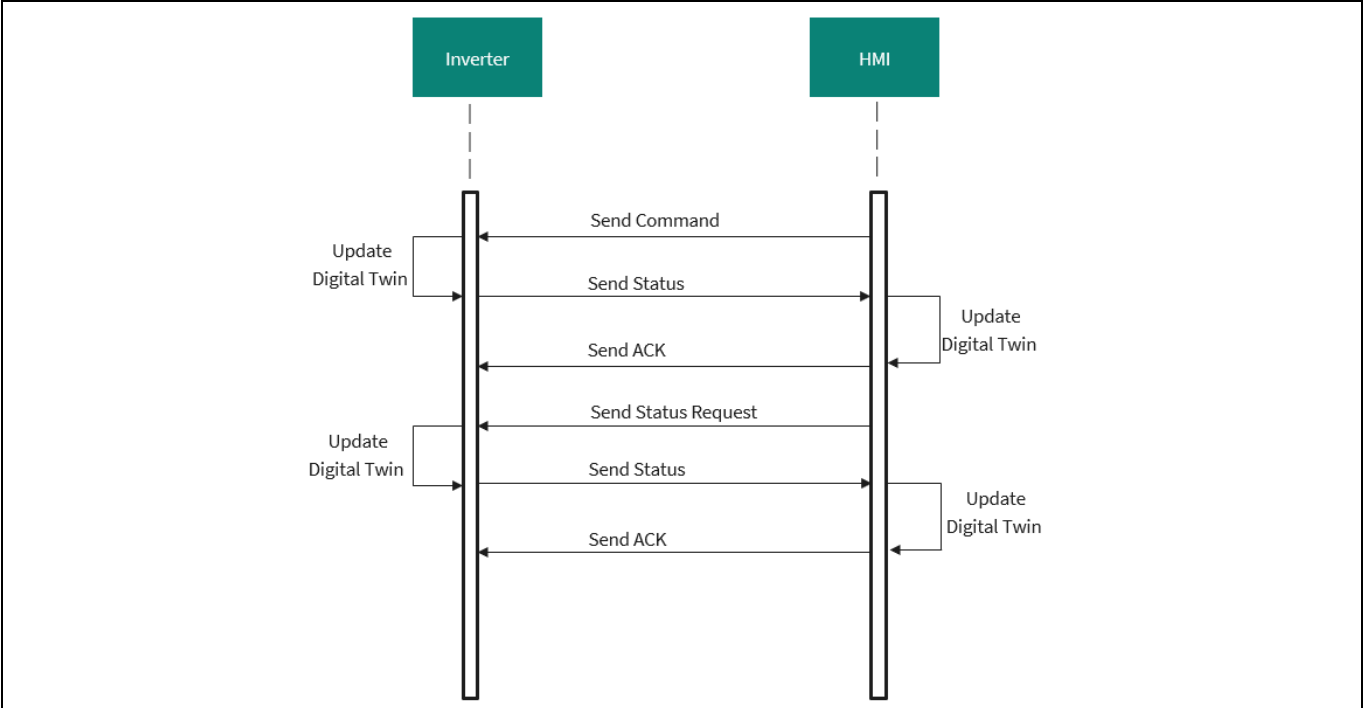 Inverter
HMI
Send Command
Update
Digital Twin
Send Status
Update
Digital Twin
Send ACK
Send Status Request
Update
Digital Twin
Send Status
Update
Digital Twin
Send ACK